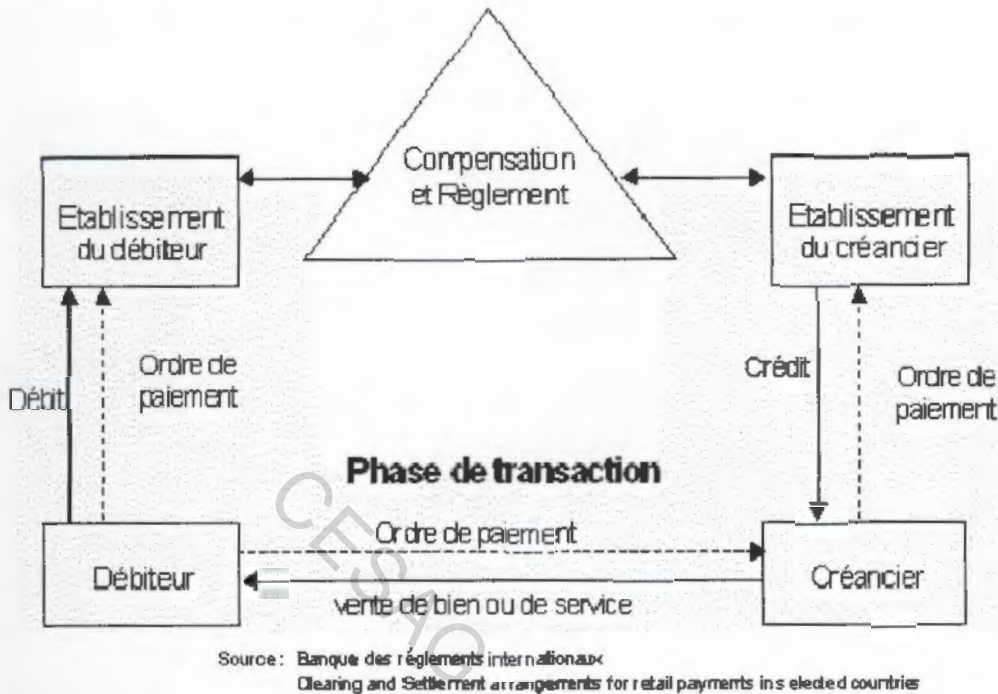 Compensation
et Règlement
Etablissement
du débiteur
Etablissement
du créancier
Débit
Ordre de
paiement
Crédit
Ordre de
paiement
Phase de transaction
Ordre de paiement
Débiteur
Créancier
vente de bien ou de service
CESAG
Source : Banque des réglements internationaux
Clearing and Settlement arrangements for retail payments in selected countries